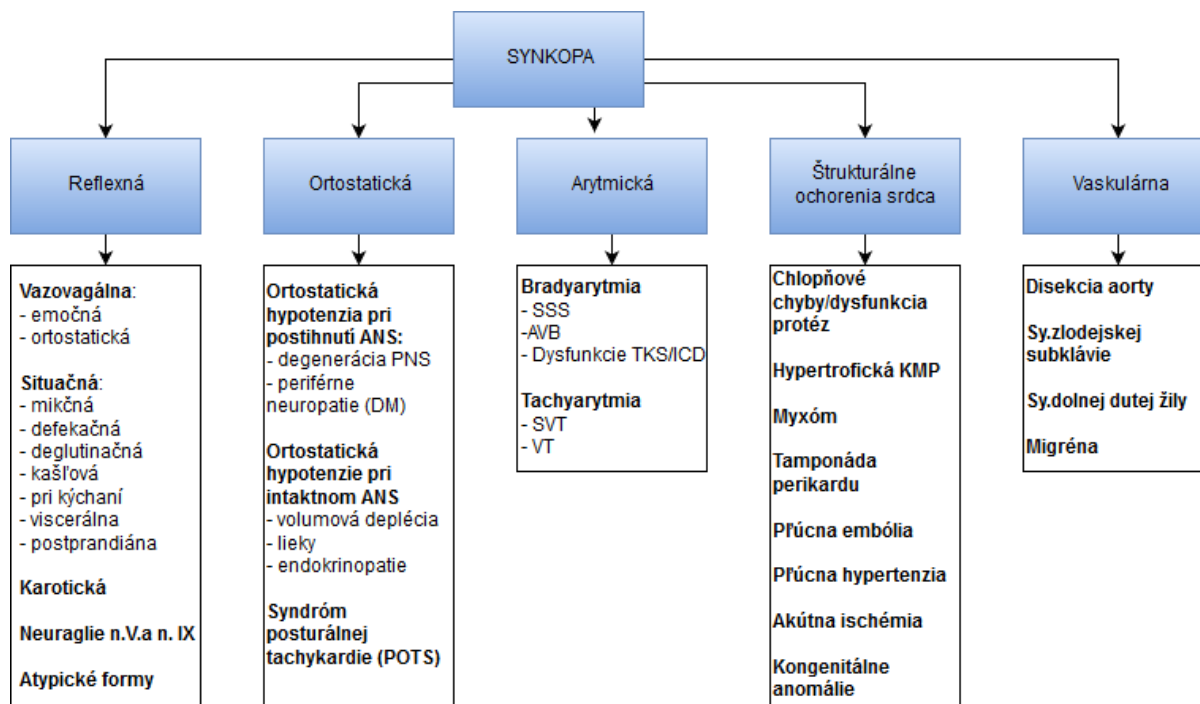 SYNKOPA
Reflexná
Ortostatická
Arytmická
Štrukturálne
ochorenia srdca
Vaskulárna
Vazovagálna:
- emočná
- ortostatická
Situačná:
- mikčná
- defekačná
- deglutinačná
- kašľová
- pri kýchaní
- viscerálna
- postprandiána
Karotická
Neuraglie n.V.a n. IX
Atypické formy
Ortostatická
hypotenzia pri
postihnutí ANS:
- degenerácia PNS
- periférne
neuropatie (DM)
Ortostatická
hypotenzie pri
intaktnom ANS
- volumová deplécia
- lieky
- endokrinopatie
Syndróm
posturálnej
tachykardie (POTS)
Bradyarytmia
- SSS
-AVB
- Dysfunkcie TKS/ICD
Tachyarytmia
- SVT
- VT
Chlopňové
chyby/dysfunkcia
protéz
Hypertrofická KMP
Myxóm
Tamponáda
perikardu
Pľúcna embólia
Pľúcna hypertenzia
Akútna ischémia
Kongenitálne
anomálie
Disekcia aorty
Sy.zlodejskej
subklávie
Sy.dolnej dutej žily
Migréna